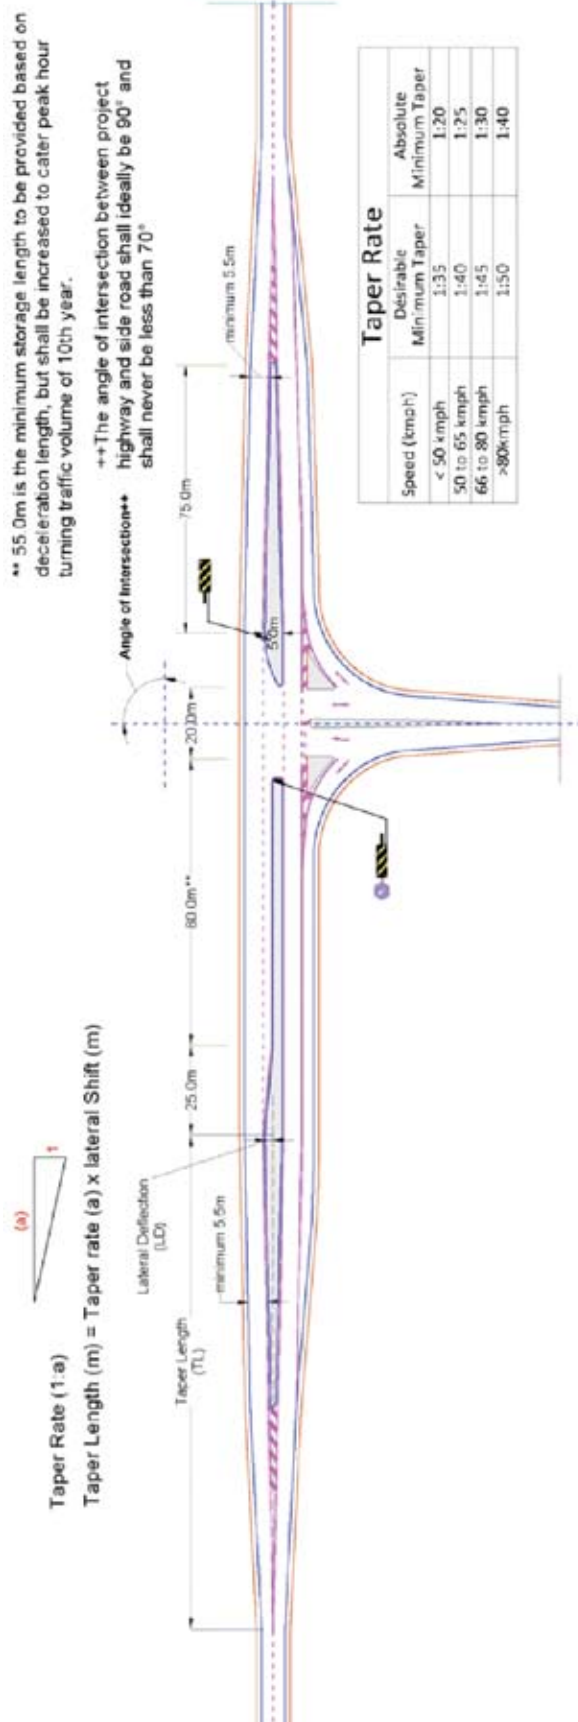 ** 55.0m is the minimum storage length to be provided based on
deceleration length, but shall be increased to cater peak hour
turning traffic volume of 10th year.
++The angle of intersection between project
highway and side road shall ideally be 90° and
shall never be less than 70°
Angle of Intersection++
(a)
1
Taper Rate (1:a)
Taper Length (m) = Taper rate (a) x lateral Shift (m)
Taper Length
(TL)
Lateral Deflection
(LD)
minimum 5.5m
25.0m
80.0m**
20.0m
75.0m
minimum 5.5m
5.0m
Taper Rate
Speed (kmph) Desirable Minimum Taper Absolute Minimum Taper
< 50 kmph 1:35 1:20
50 to 65 kmph 1:40 1:25
66 to 80 kmph 1:45 1:30
>80kmph 1:50 1:40